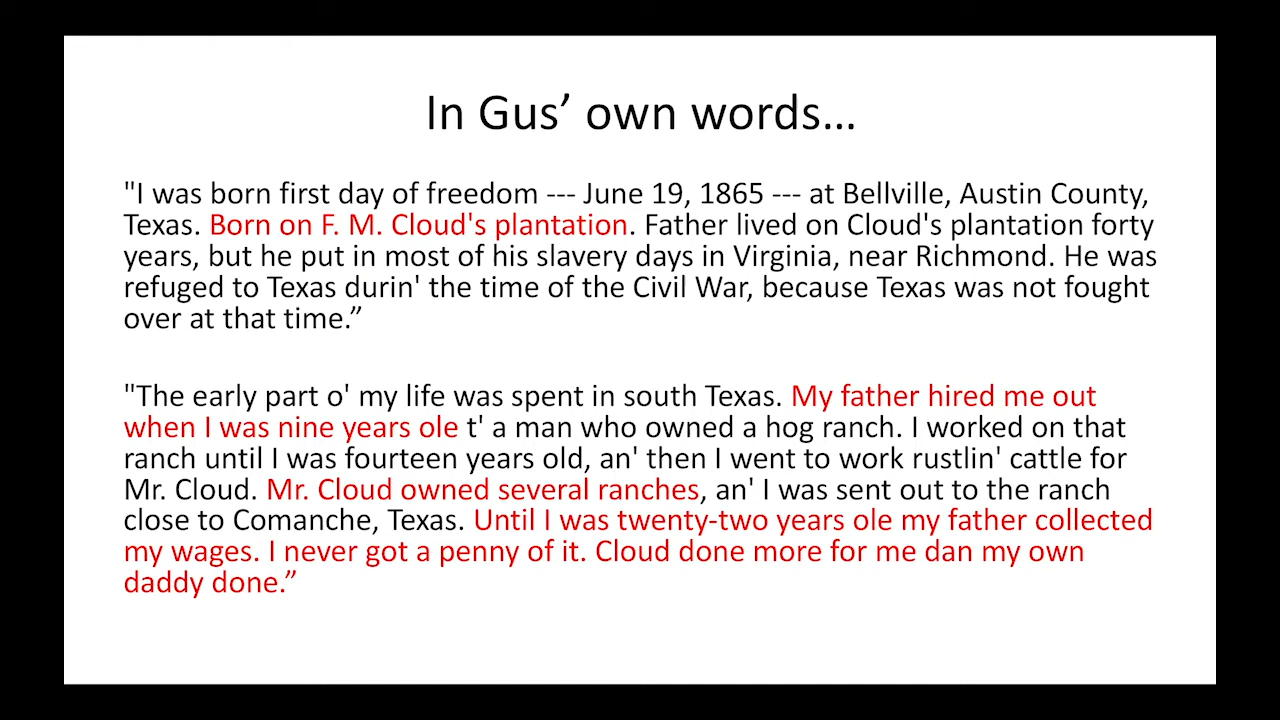 In Gus’ own words…
"I was born first day of freedom --- June 19, 1865 --- at Bellville, Austin County,
Texas. Born on F. M. Cloud's plantation. Father lived on Cloud's plantation forty
years, but he put in most of his slavery days in Virginia, near Richmond. He was
refuged to Texas durin' the time of the Civil War, because Texas was not fought
over at that time.”
"The early part o' my life was spent in south Texas. My father hired me out
when I was nine years ole t' a man who owned a hog ranch. I worked on that
ranch until I was fourteen years old, an' then I went to work rustlin' cattle for
Mr. Cloud. Mr. Cloud owned several ranches, an' I was sent out to the ranch
close to Comanche, Texas. Until I was twenty-two years ole my father collected
my wages. I never got a penny of it. Cloud done more for me dan my own
daddy done.”